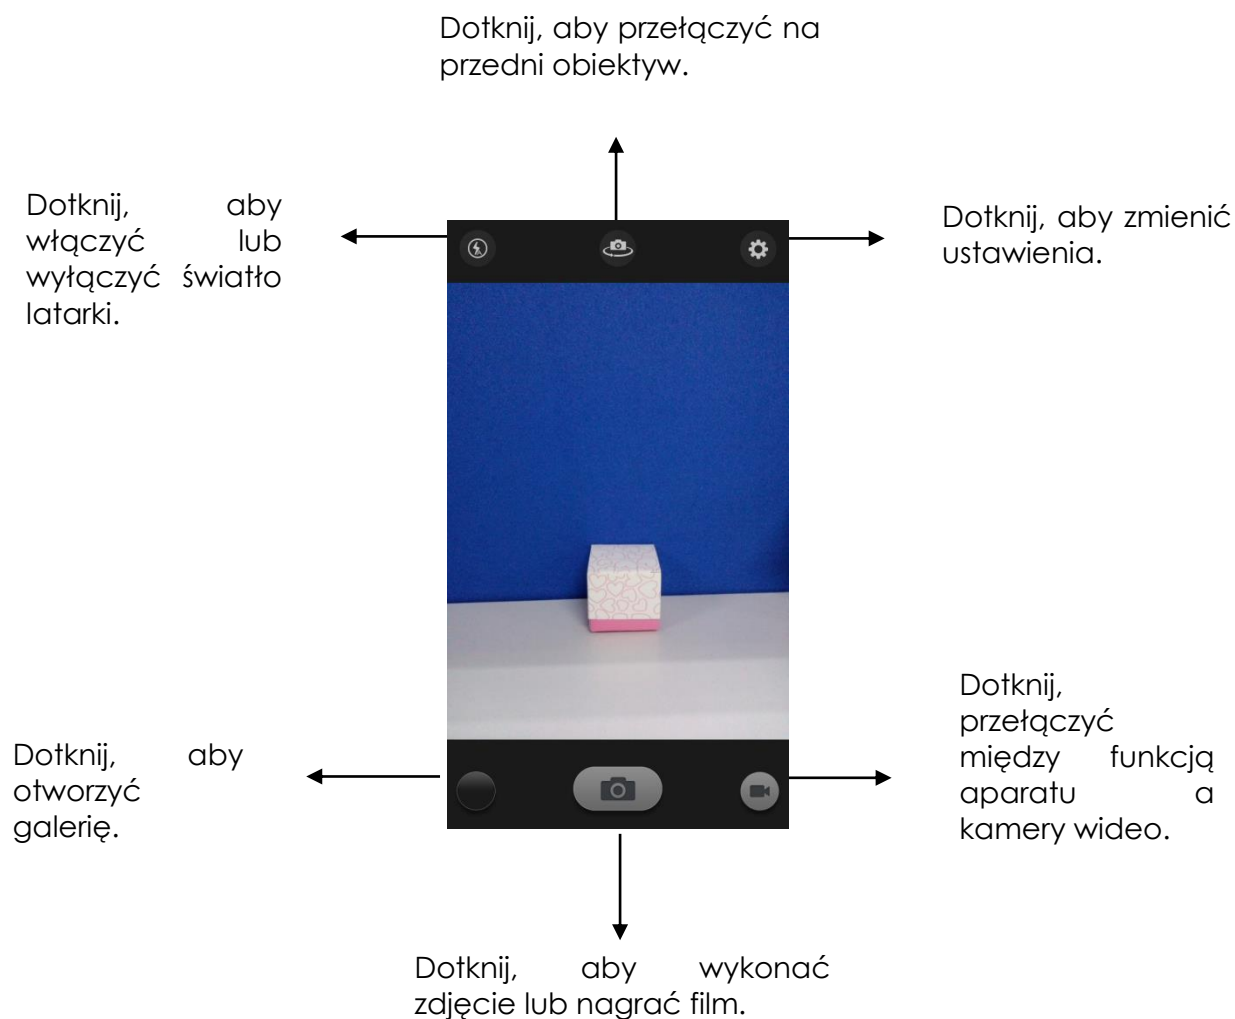 Dotknij, aby przełączyć na
przedni obiektyw.
Dotknij, aby
włączyć lub
wyłączyć światło
latarki.
Dotknij, aby zmienić
ustawienia.
Dotknij,
przełączyć
między funkcją
aparatu a
kamery wideo.
Dotknij, aby
otworzyć
galerię.
Dotknij, aby wykonać
zdjęcie lub nagrać film.